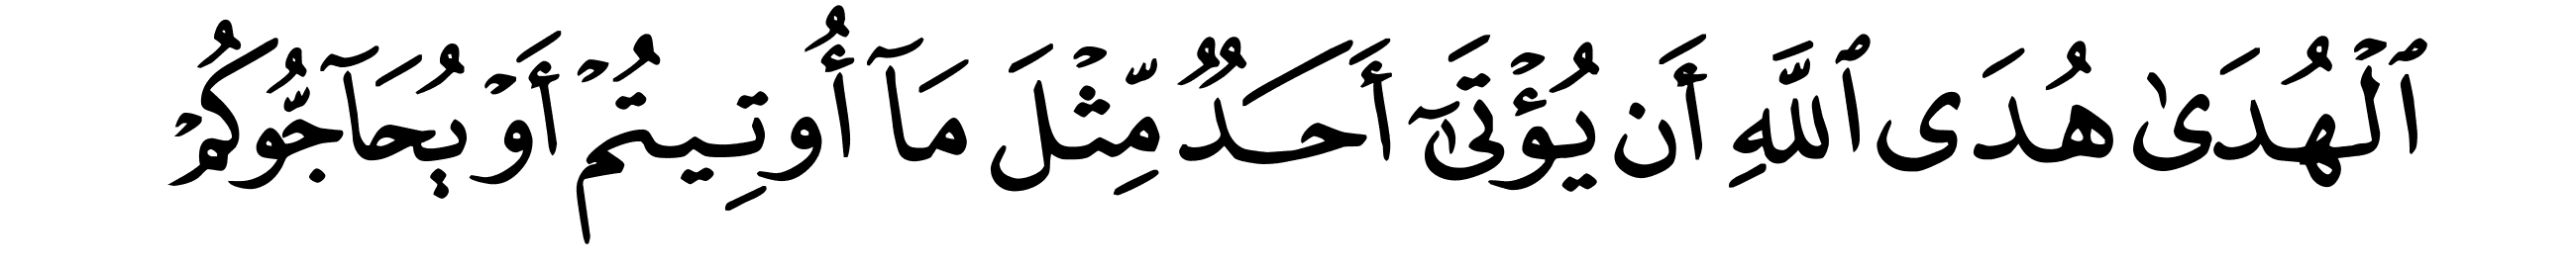 ٱلۡهُدَىٰ هُدَى ٱللَّهِ أَن يُؤۡتَىٰٓ أَحَدٞ مِّثۡلَ مَآ أُوتِيتُمۡ أَوۡ يُحَآجُّوكُمۡ